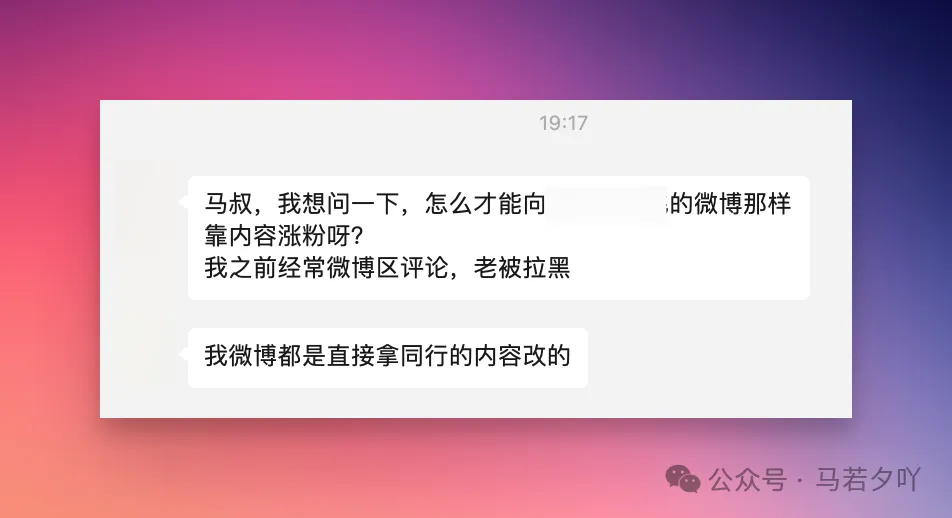 19:17
马叔，我想问一下，怎么才能向的微博那样
靠内容涨粉呀？
我之前经常微博区评论，老被拉黑
我微博都是直接拿同行的内容改的
公众号 · 马若夕吖